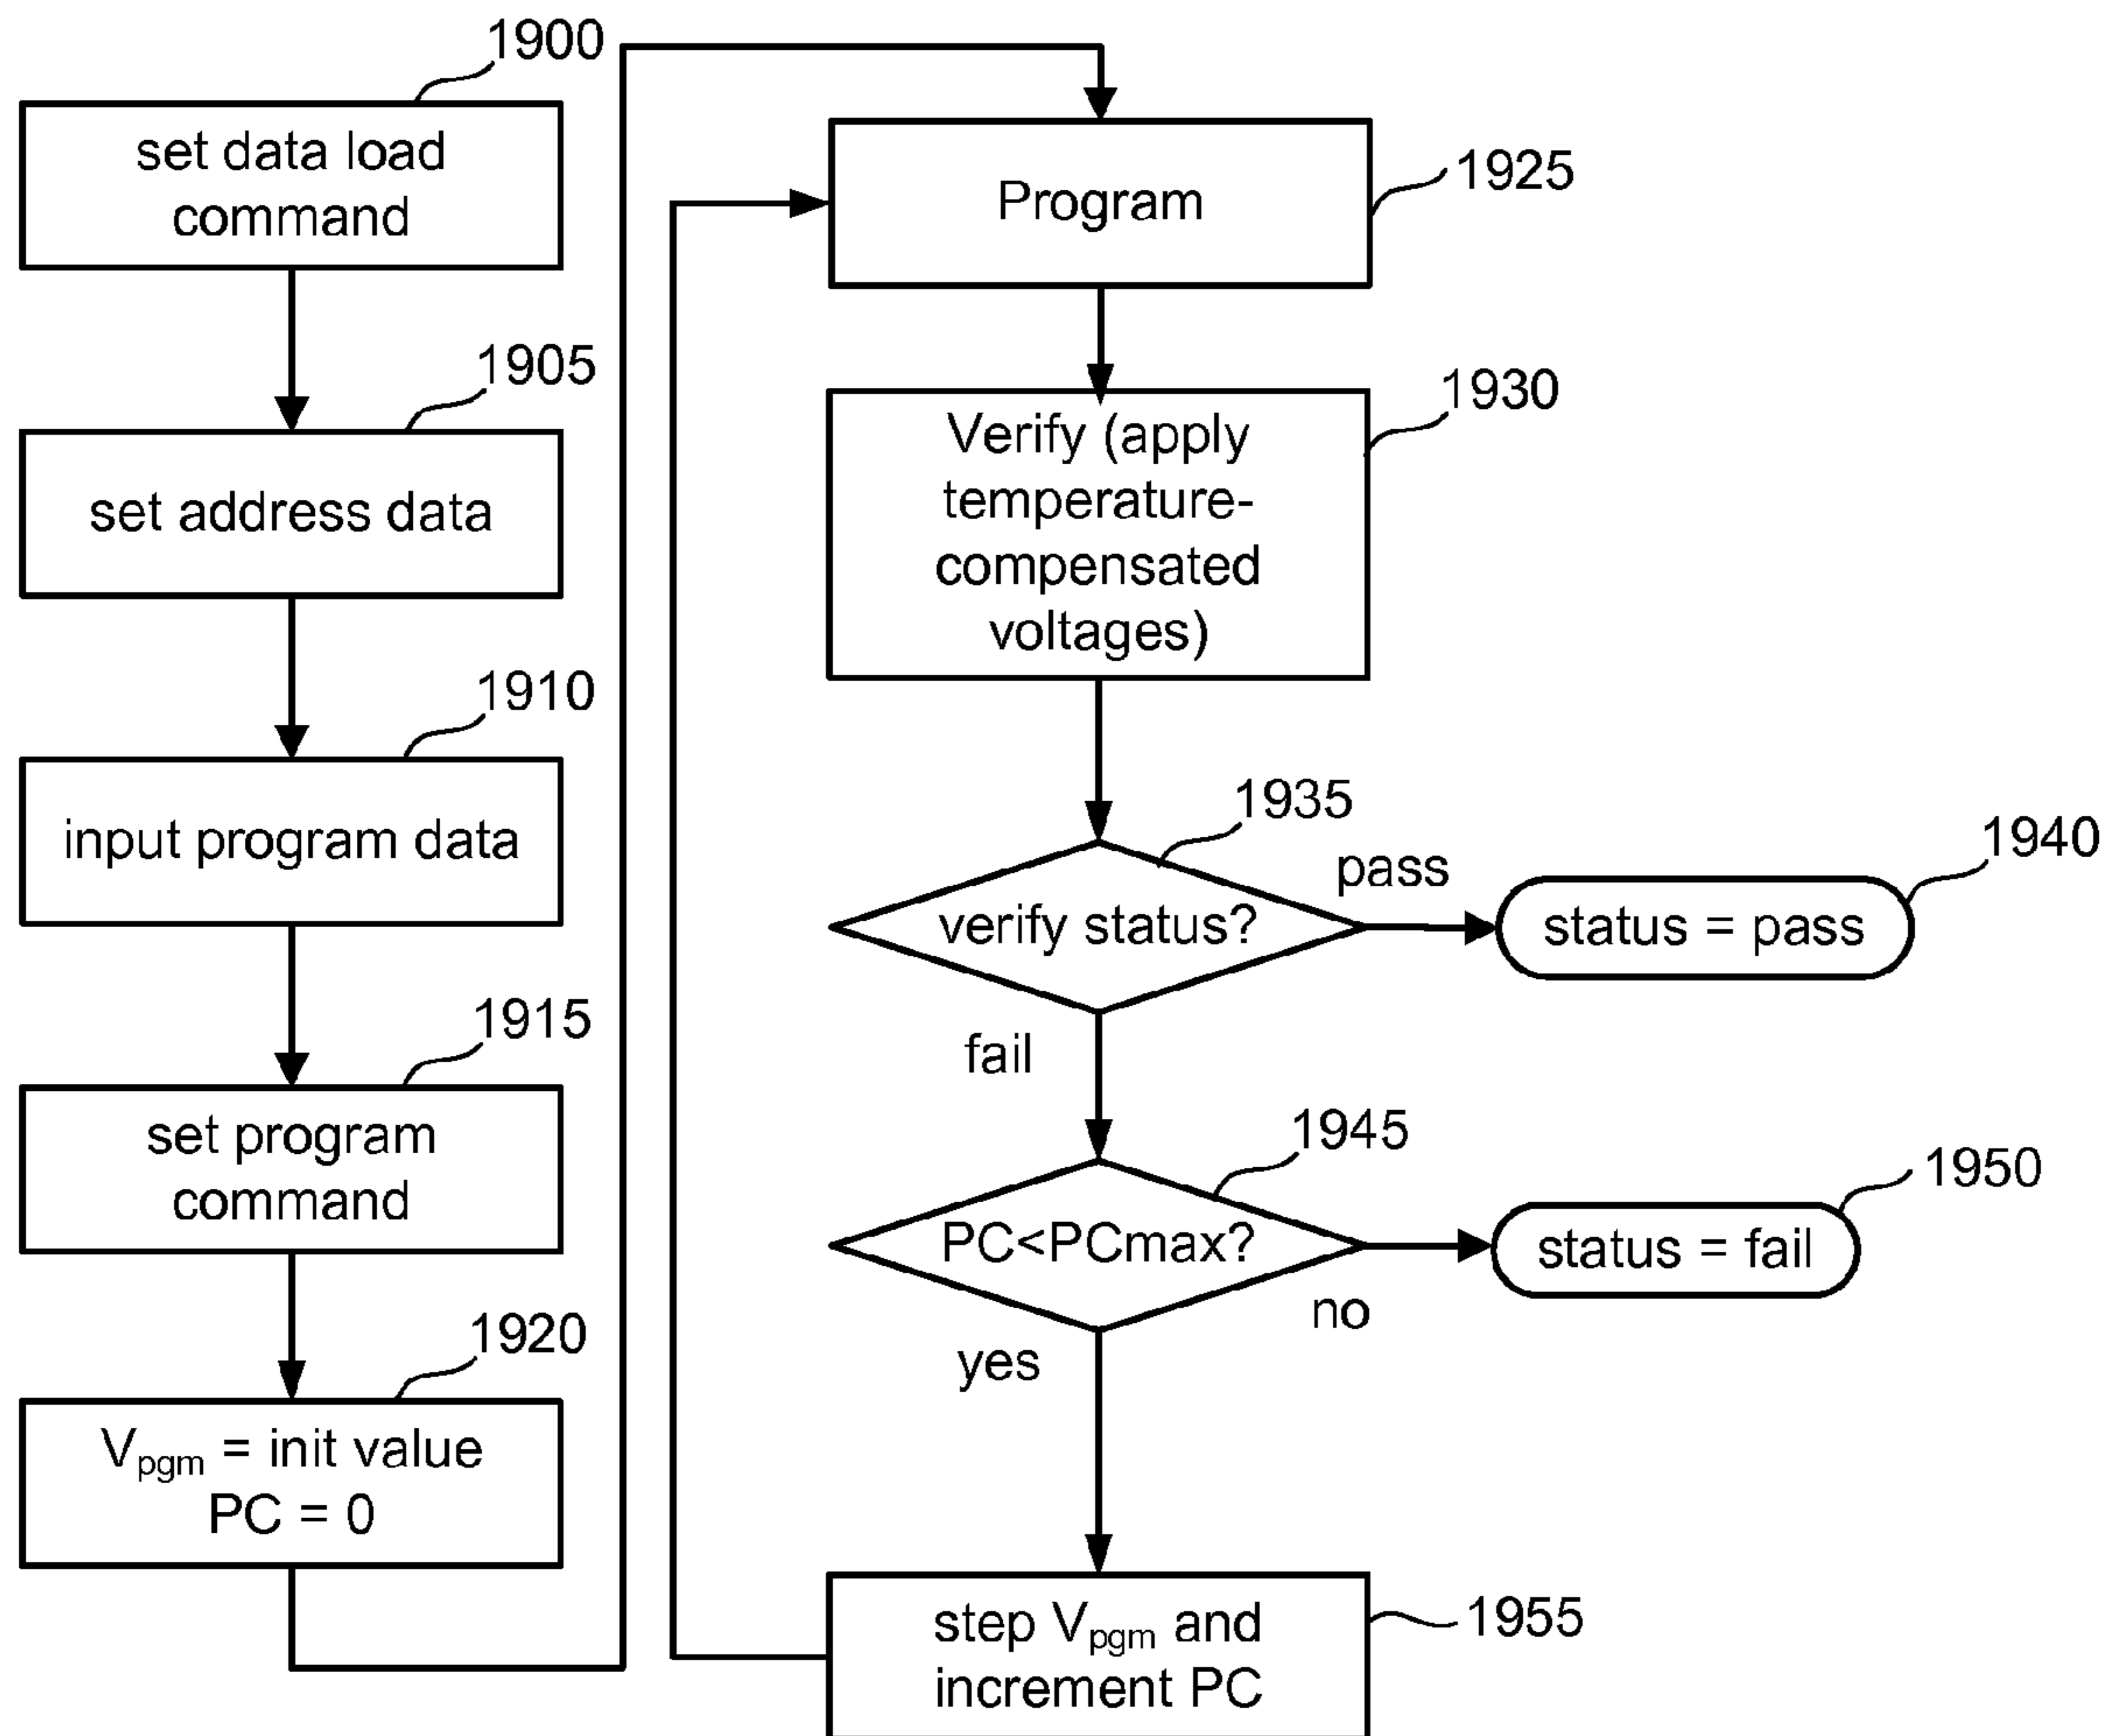 1900
set data load
command
1905
set address data
1910
input program data
1915
set program
command
1920
Vpgm = init value
PC = 0
Program
1925
1930
Verify (apply
temperature-
compensated
voltages)
1935
verify status?
pass
1940
status = pass
fail
1945
PC<PCmax?
no
1950
status = fail
yes
step Vpgm and
increment PC
1955